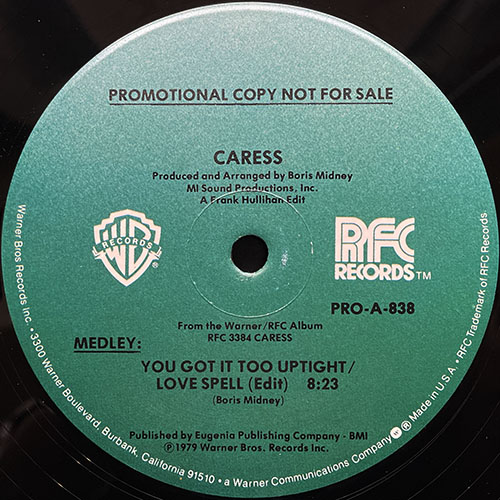 PROMOTIONAL COPY NOT FOR SALE
CARESS
Produced and Arranged by Boris Midney
MI Sound Productions, Inc.
A Frank Hullihan Edit
WB
RECORDS
RFC
RECORDS™
PRO-A-838
From the Warner/RFC Album
RFC 3384 CARESS
MEDLEY:
YOU GOT IT TOO UPTIGHT/
LOVE SPELL (Edit) 8:23
(Boris Midney)
Published by Eugenia Publishing Company - BMI
Ⓟ1979 Warner Bros. Records Inc.
Warner Bros Records Inc. • 3300 Warner Boulevard, Burbank, California 91510 • a Warner Communications Company ® Made in U.S.A. • RFC Trademark of RFC Records.